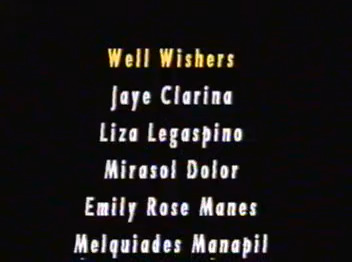 Well Wishers
Jaye Clarina
Liza Legaspino
Mirasol Dolor
Emily Rose Manes
Melquiades Manapil